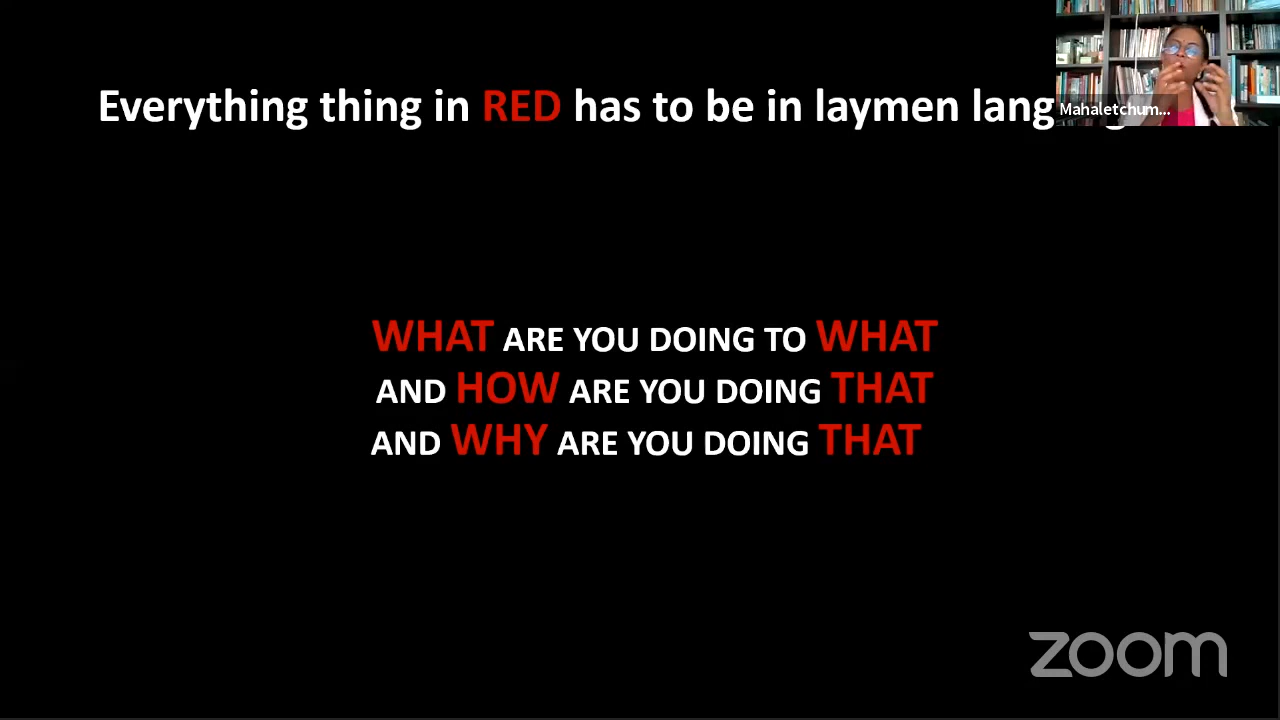 Everything thing in RED has to be in laymen lang
Mahaletchum...
WHAT ARE YOU DOING TO WHAT
AND HOW ARE YOU DOING THAT
AND WHY ARE YOU DOING THAT
zoom